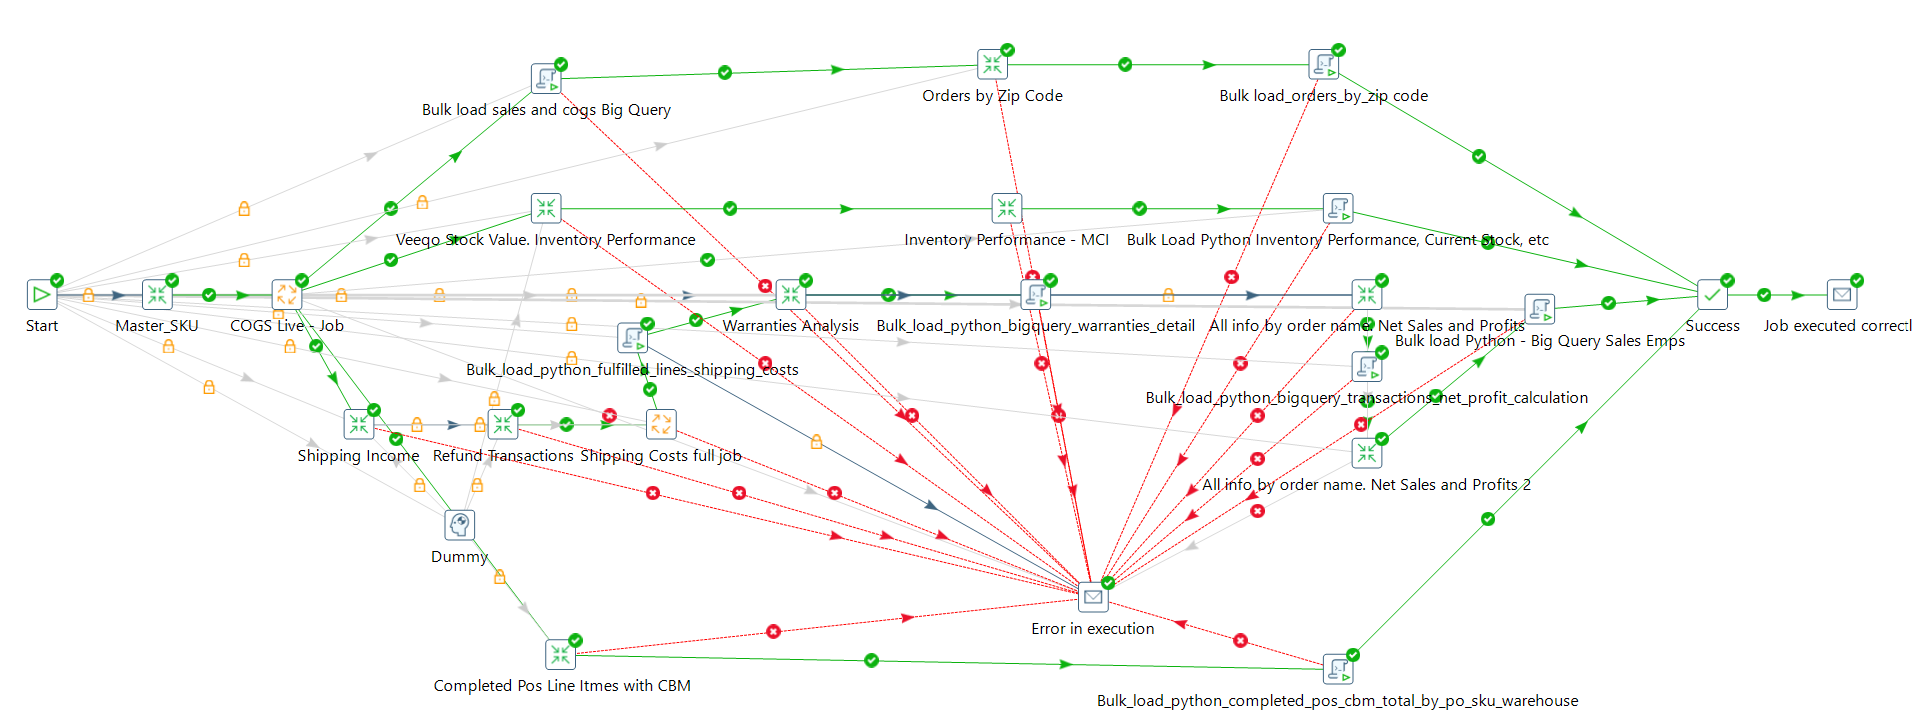 Bulk load sales and cogs Big Query
Orders by Zip Code
Bulk load_orders_by_zip code
Veeqo Stock Value. Inventory Performance
Inventory Performance - MCI
Bulk Load Python Inventory Performance, Current Stock, etc
Start
Master_SKU
COGS Live - Job
Warranties Analysis
Bulk_load_python_bigquery_warranties_detail
All info by order name. Net Sales and Profits
Bulk load Python - Big Query Sales Emps
Success
Job executed correctl
Bulk_load_python_fulfilled_lines_shipping_costs
Bulk_load_python_bigquery_transactions_net_profit_calculation
Shipping Income
Refund Transactions
Shipping Costs full job
All info by order name. Net Sales and Profits 2
Dummy
Error in execution
Completed Pos Line Itmes with CBM
Bulk_load_python_completed_pos_cbm_total_by_po_sku_warehouse